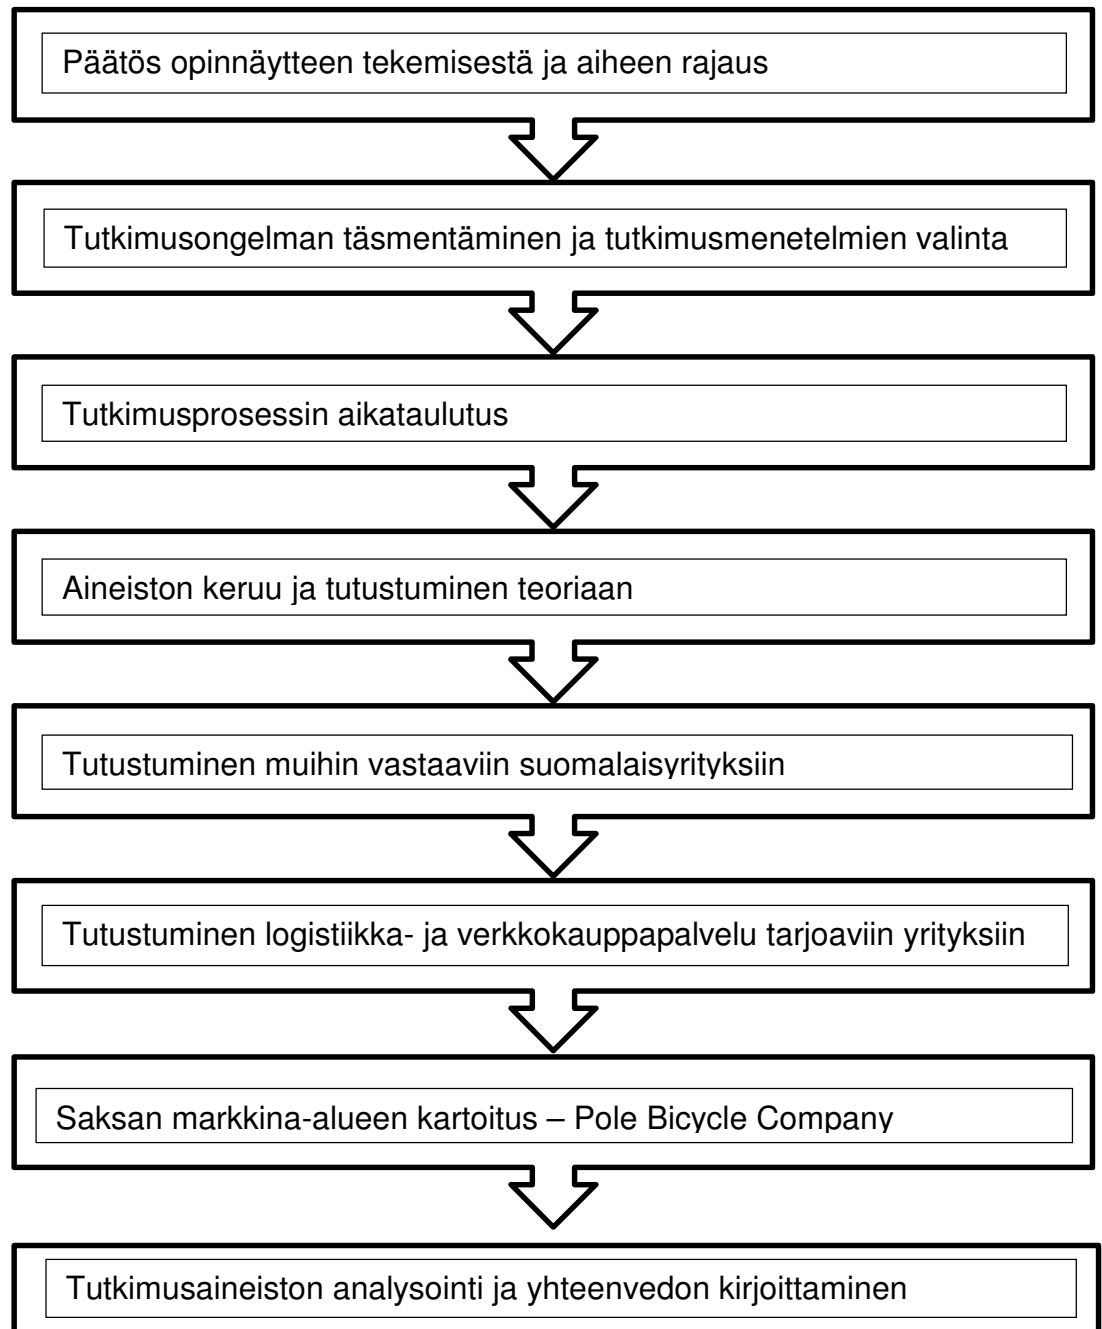 Päätös opinnäytteen tekemisestä ja aiheen rajaus
Tutkimusongelman täsmentäminen ja tutkimusmenetelmien valinta
Tutkimusprosessin aikataulutus
Aineiston keruu ja tutustuminen teoriaan
Tutustuminen muihin vastaaviin suomalaisyrityksiin
Tutustuminen logistiikka- ja verkkokauppapalvelu tarjoaviin yrityksiin
Saksan markkina-alueen kartoitus – Pole Bicycle Company
Tutkimusaineiston analysointi ja yhteenvedon kirjoittaminen